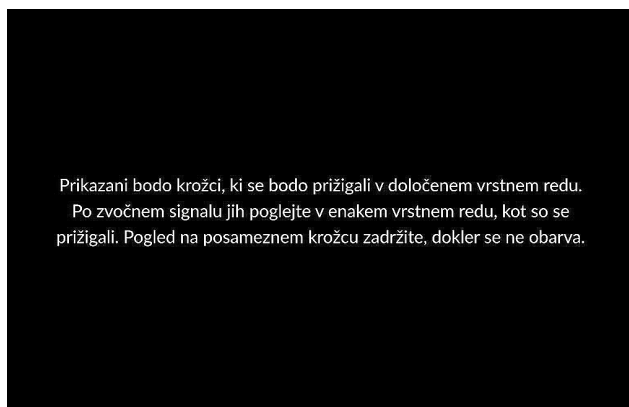 Prikazani bodo krožci, ki se bodo prižigali v določenem vrstnem redu.
Po zvočnem signalu jih poglejte v enakem vrstnem redu, kot so se
prižigali. Pogled na posameznem krožcu zadržite, dokler se ne obarva.